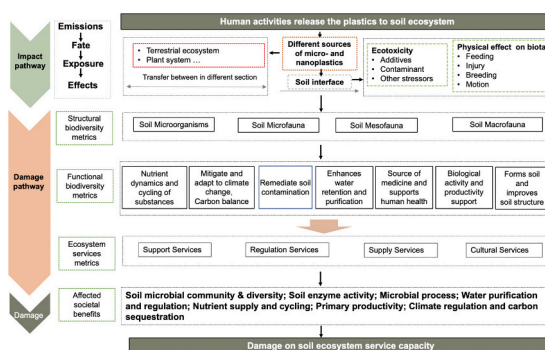 Human activities release the plastics to soil ecosystem
Impact pathway
Emissions
Fate
Exposure
Effects
• Terrestrial ecosystem
• Plant system ...
Transfer between in different section
Different sources
of micro- and
nanoplastics
Soil interface
Ecotoxicity
• Additives
• Contaminant
• Other stressors
Physical effect on biota
• Feeding
• Injury
• Breeding
• Motion
Damage pathway
Structural
biodiversity
metrics
Soil Microorganisms
Soil Microfauna
Soil Mesofauna
Soil Macrofauna
Functional
biodiversity
metrics
Nutrient
dynamics and
cycling of
substances
Mitigate and
adapt to climate
change,
Carbon balance
Remediate soil
contamination
Enhances
water
retention and
purification
Source of
medicine and
supports
human health
Biological
activity and
productivity
support
Forms soil
and
improves
soil structure
Ecosystem
services
metrics
Support Services
Regulation Services
Supply Services
Cultural Services
Damage
Affected
societal
benefits
Soil microbial community & diversity; Soil enzyme activity; Microbial process; Water purification
and regulation; Nutrient supply and cycling; Primary productivity; Climate regulation and carbon
sequestration
Damage on soil ecosystem service capacity